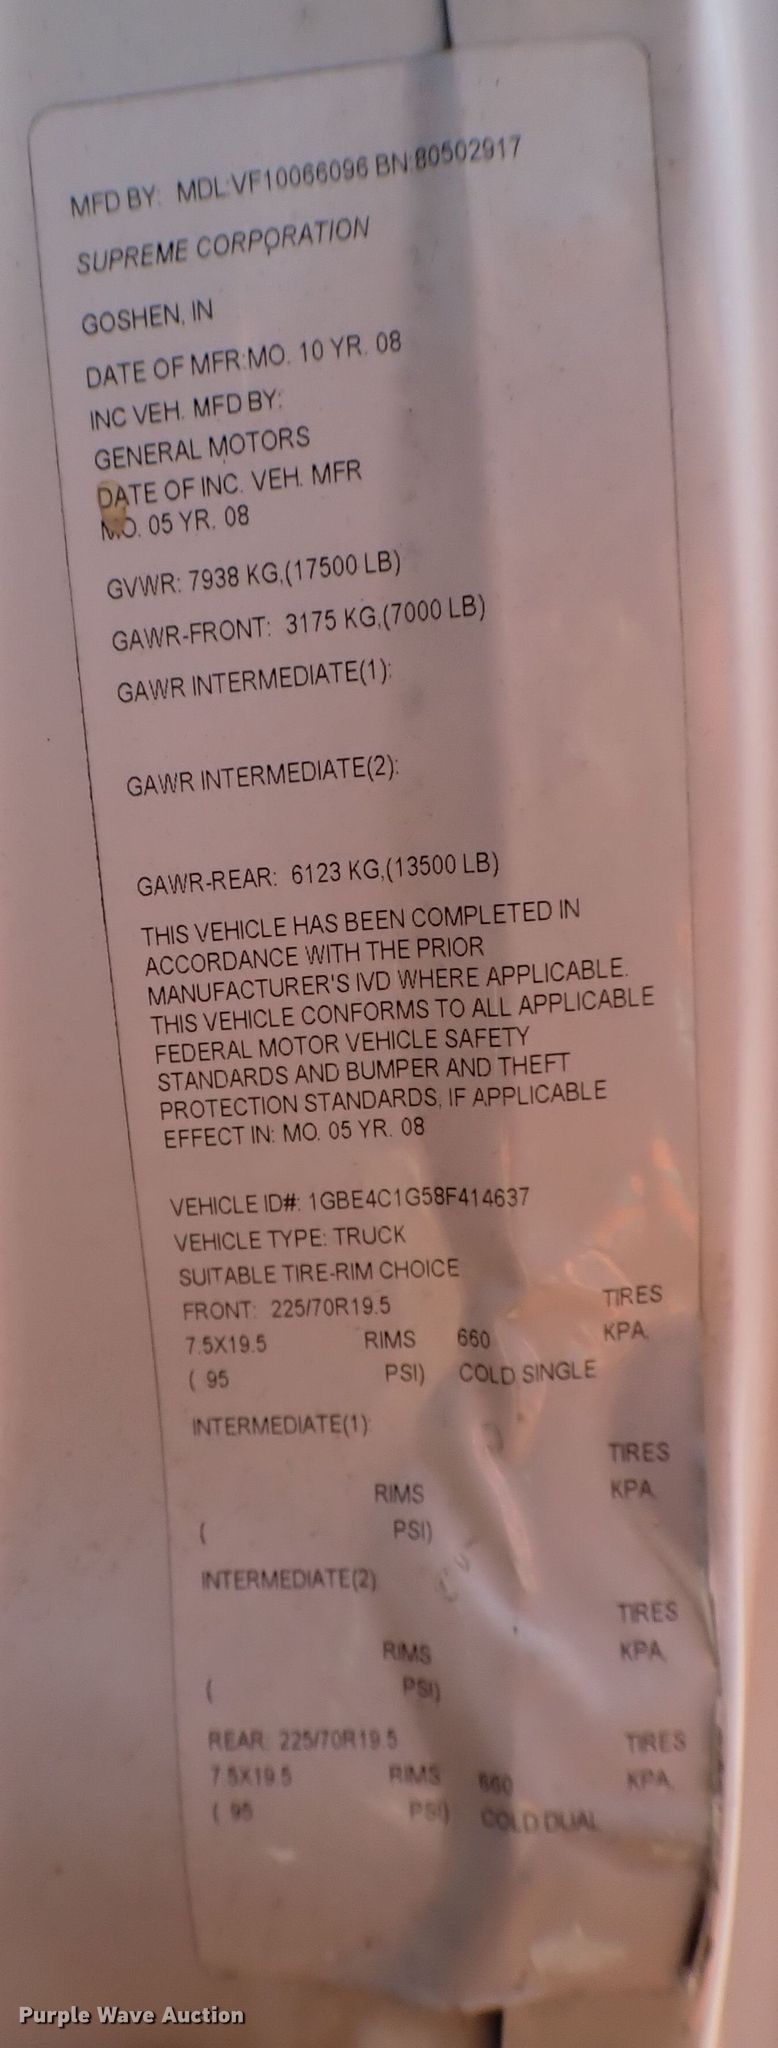 MFD BY: MDL:VF10066096 BN:80502917
SUPREME CORPORATION
GOSHEN, IN
DATE OF MFR:MO. 10 YR. 08
INC VEH. MFD BY:
GENERAL MOTORS
DATE OF INC. VEH. MFR
MO. 05 YR. 08
GVWR: 7938 KG,(17500 LB)
GAWR-FRONT: 3175 KG,(7000 LB)
GAWR INTERMEDIATE(1):
GAWR INTERMEDIATE(2):
GAWR-REAR: 6123 KG,(13500 LB)
THIS VEHICLE HAS BEEN COMPLETED IN
ACCORDANCE WITH THE PRIOR
MANUFACTURER'S IVD WHERE APPLICABLE.
THIS VEHICLE CONFORMS TO ALL APPLICABLE
FEDERAL MOTOR VEHICLE SAFETY
STANDARDS AND BUMPER AND THEFT
PROTECTION STANDARDS, IF APPLICABLE
EFFECT IN: MO. 05 YR. 08
VEHICLE ID#: 1GBE4C1G58F414637
VEHICLE TYPE: TRUCK
SUITABLE TIRE-RIM CHOICE
FRONT: 225/70R19.5 TIRES
7.5X19.5 RIMS 660 KPA,
( 95 PSI) COLD SINGLE
INTERMEDIATE(1):
TIRES
RIMS KPA,
( PSI)
INTERMEDIATE(2)
TIRES
RIMS KPA,
( PSI)
REAR: 225/70R19.5 TIRES
7.5X19.5 RIMS 660 KPA,
( 95 PSI) COLD DUAL
Purple Wave Auction